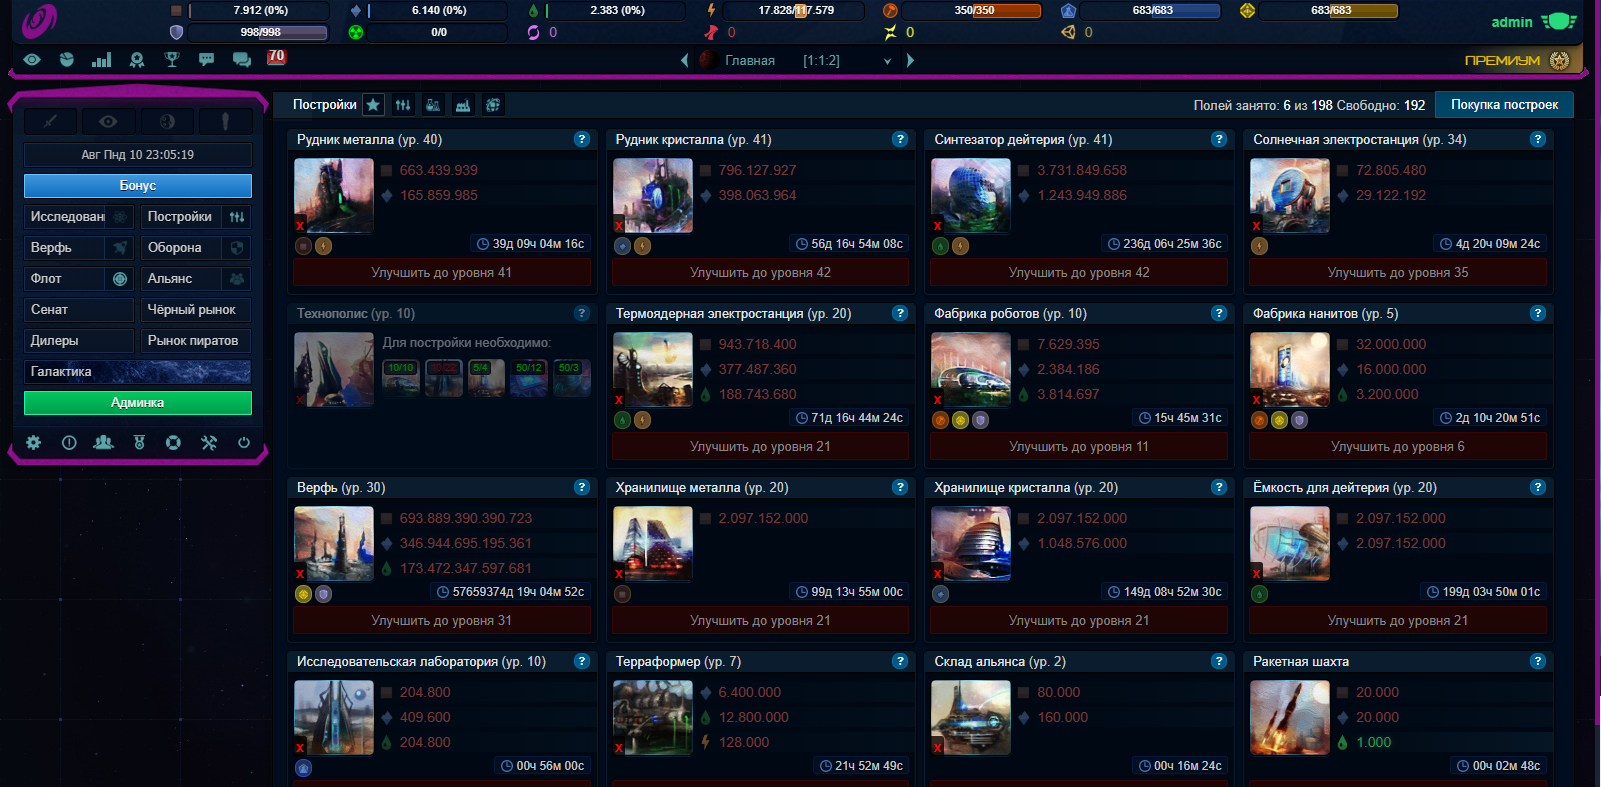 7.912 (0%)
6.140 (0%)
2.383 (0%)
17.828/117.579
350/350
683/683
683/683
998/998
0/0
0
0
0
0
admin
70
Главная [1:1:2]
ПРЕМИУМ
Авг Пнд 10 23:05:19
Бонус
Исследован
Постройки
Верфь
Оборона
Флот
Альянс
Сенат
Чёрный рынок
Дилеры
Рынок пиратов
Галактика
Админка
Постройки
Полей занято: 6 из 198 Свободно: 192
Покупка построек
Рудник металла (ур. 40) ?
663.439.939
165.859.985
x
39д 09ч 04м 16с
Улучшить до уровня 41
Рудник кристалла (ур. 41) ?
796.127.927
398.063.964
x
56д 16ч 54м 08с
Улучшить до уровня 42
Синтезатор дейтерия (ур. 41) ?
3.731.849.658
1.243.949.886
x
236д 06ч 25м 36с
Улучшить до уровня 42
Солнечная электростанция (ур. 34) ?
72.805.480
29.122.192
x
4д 20ч 09м 24с
Улучшить до уровня 35
Технополис (ур. 10) ?
Для постройки необходимо:
10/10
5/4
50/12
50/3
x
Термоядерная электростанция (ур. 20) ?
943.718.400
377.487.360
188.743.680
x
71д 16ч 44м 24с
Улучшить до уровня 21
Фабрика роботов (ур. 10) ?
7.629.395
2.384.186
3.814.697
x
15ч 45м 31с
Улучшить до уровня 11
Фабрика нанитов (ур. 5) ?
32.000.000
16.000.000
3.200.000
x
2д 10ч 20м 51с
Улучшить до уровня 6
Верфь (ур. 30) ?
693.889.390.390.723
346.944.695.195.361
173.472.347.597.681
x
57659374д 19ч 04м 52с
Улучшить до уровня 31
Хранилище металла (ур. 20) ?
2.097.152.000
x
99д 13ч 55м 00с
Улучшить до уровня 21
Хранилище кристалла (ур. 20) ?
2.097.152.000
1.048.576.000
x
149д 08ч 52м 30с
Улучшить до уровня 21
Ёмкость для дейтерия (ур. 20) ?
2.097.152.000
2.097.152.000
x
199д 03ч 50м 01с
Улучшить до уровня 21
Исследовательская лаборатория (ур. 10) ?
204.800
409.600
204.800
x
00ч 56м 00с
Терраформер (ур. 7) ?
6.400.000
12.800.000
128.000
x
21ч 52м 49с
Склад альянса (ур. 2) ?
80.000
160.000
x
00ч 16м 24с
Ракетная шахта ?
20.000
20.000
1.000
x
00ч 02м 48с